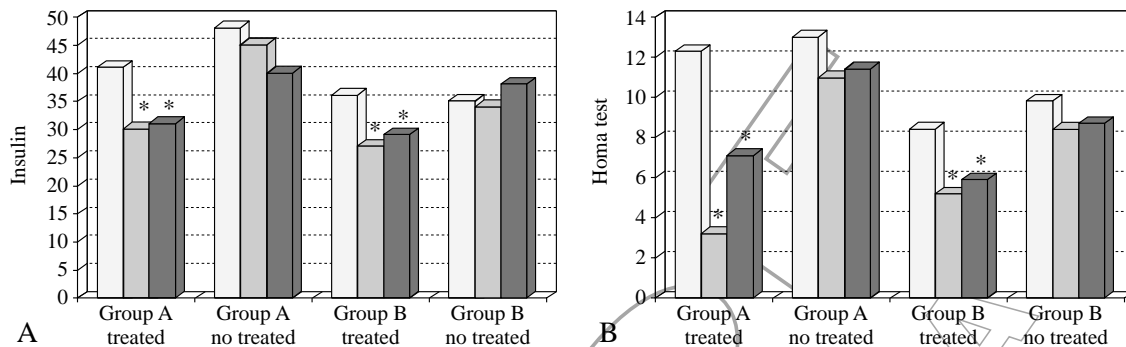 50
45
40
35
30
25
20
15
10
5
0
Insulin
* *
* *
Group A treated
Group A no treated
Group B treated
Group B no treated
A
14
12
10
8
6
4
2
0
Homa test
*
*
*
*
Group A treated
Group A no treated
Group B treated
Group B no treated
B